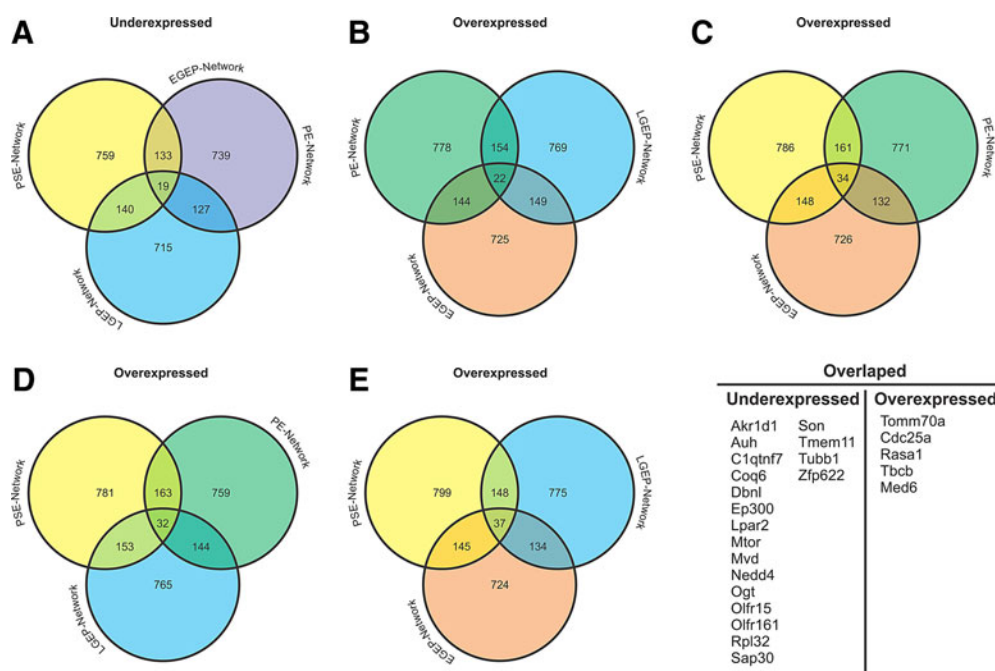 A
Underexpressed
EGEP-Network
PSE-Network
PE-Network
759
133
739
19
140
127
715
LGEP-Network
B
Overexpressed
PE-Network
LGEP-Network
778
154
769
22
144
149
725
EGEP-Network
C
Overexpressed
PSE-Network
PE-Network
786
161
771
34
148
132
726
EGEP-Network
D
Overexpressed
PSE-Network
PE-Network
781
163
759
32
153
144
765
LGEP-Network
E
Overexpressed
PSE-Network
LGEP-Network
799
148
775
37
145
134
724
EGEP-Network
Overlaped
Underexpressed
Akr1d1
Auh
C1qtnf7
Coq6
Dbnl
Ep300
Lpar2
Mtor
Mvd
Nedd4
Ogt
Olfr15
Olfr161
Rpl32
Sap30
Son
Tmem11
Tubb1
Zfp622
Overexpressed
Tomm70a
Cdc25a
Rasa1
Tbcb
Med6